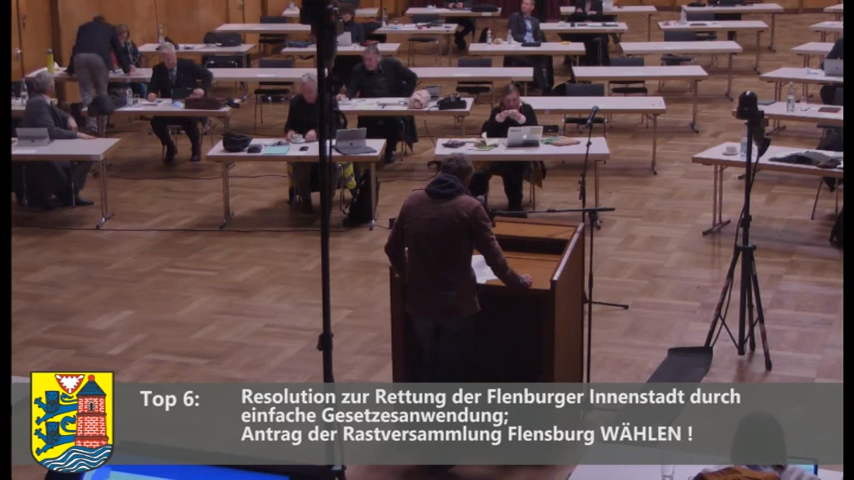 Top 6:
Resolution zur Rettung der Flenburger Innenstadt durch
einfache Gesetzesanwendung;
Antrag der Rastversammlung Flensburg WÄHLEN !